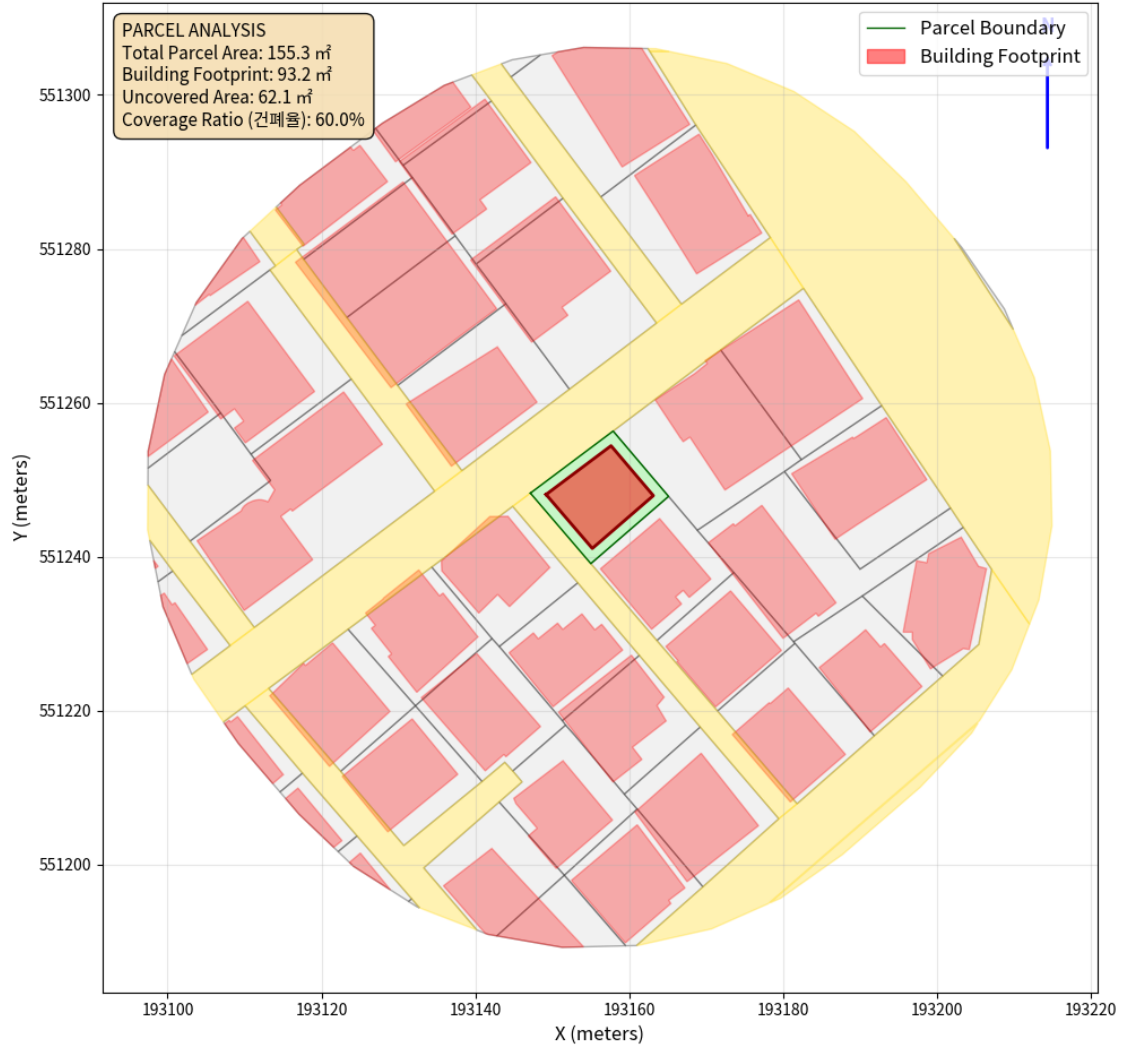 PARCEL ANALYSIS
Total Parcel Area: 155.3 ㎡
Building Footprint: 93.2 ㎡
Uncovered Area: 62.1 ㎡
Coverage Ratio (건폐율): 60.0%
Parcel Boundary
Building Footprint
N
551300
551280
551260
551240
551220
551200
Y (meters)
193100
193120
193140
193160
193180
193200
193220
X (meters)